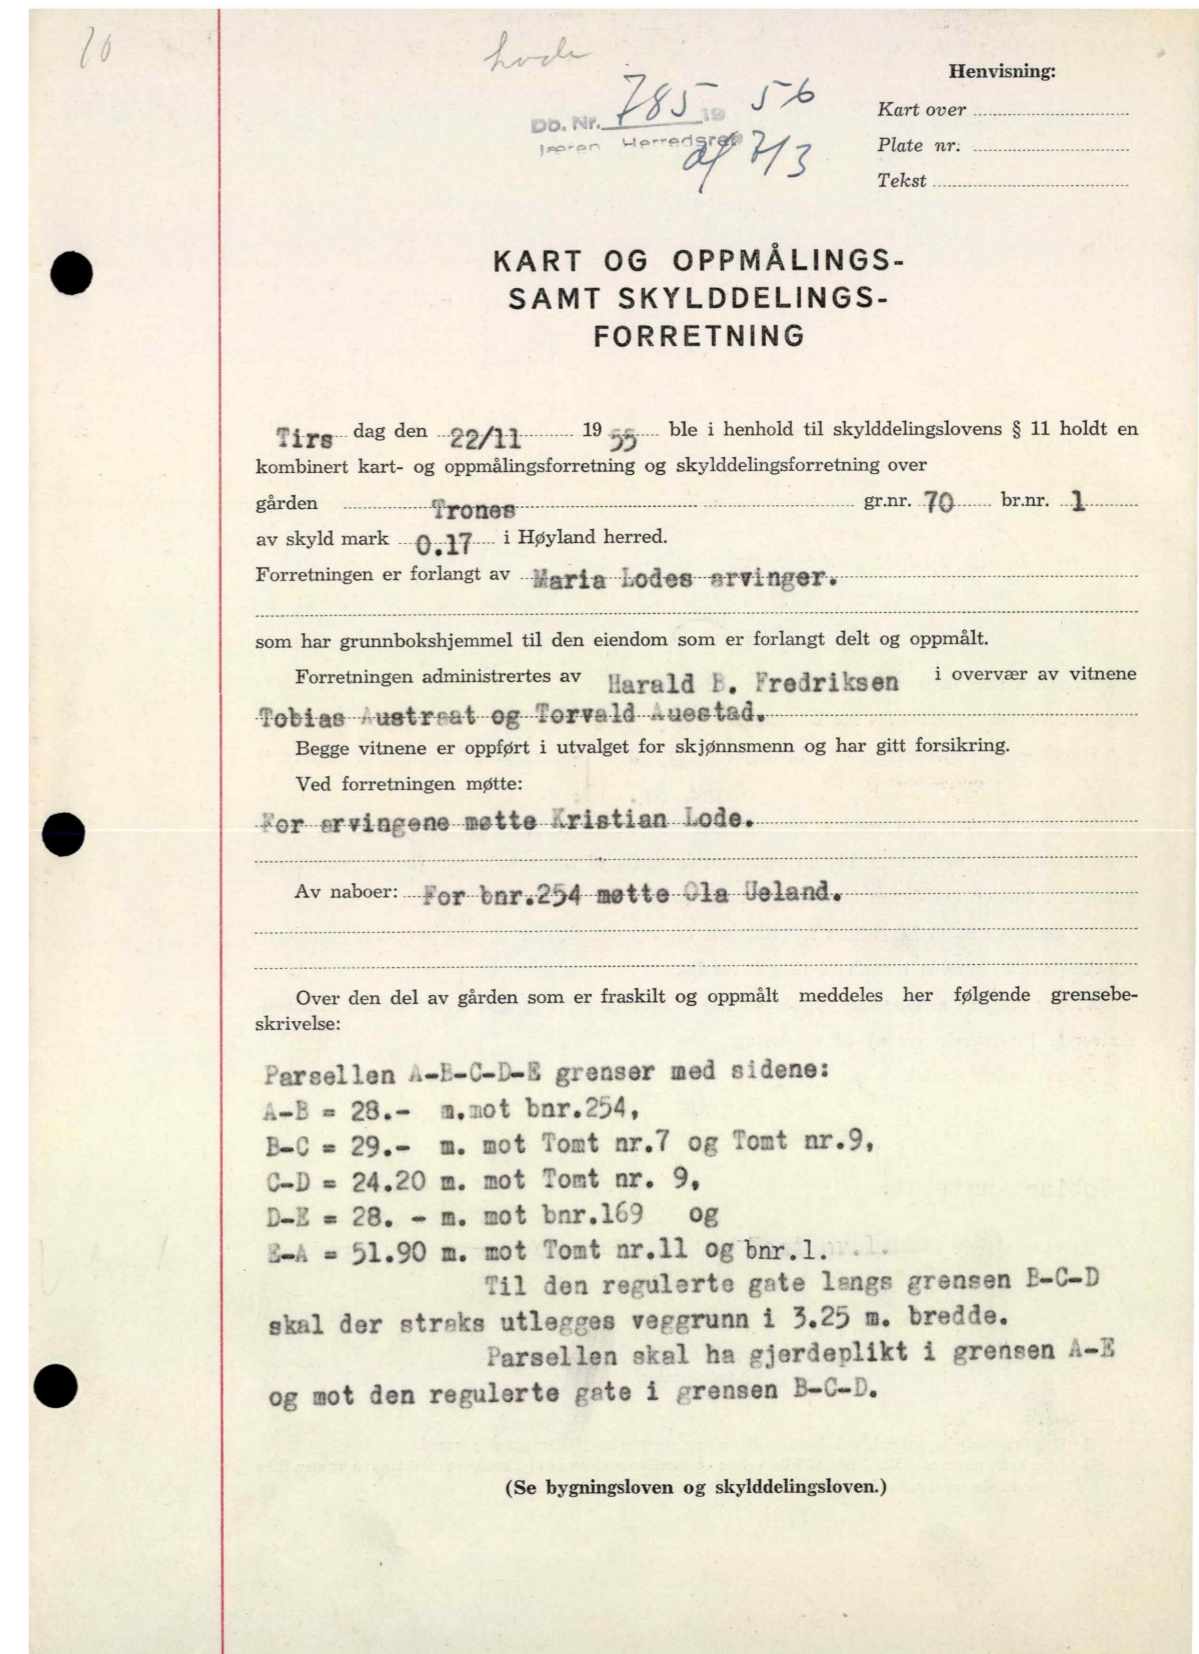 70
Lode
Henvisning:
Db. Nr. 785 19 56
Kart over
Jæren Herredsrett
af 7/3
Plate nr.
Tekst
KART OG OPPMÅLINGS-
SAMT SKYLDDELINGS-
FORRETNING
Tirs dag den 22/11 19 55 ble i henhold til skylddelingslovens § 11 holdt en
kombinert kart- og oppmålingsforretning og skylddelingsforretning over
gården Trones gr.nr. 70 br.nr. 1
av skyld mark 0.17 i Høyland herred.
Forretningen er forlangt av Maria Lodes arvinger.
som har grunnbokshjemmel til den eiendom som er forlangt delt og oppmålt.
Forretningen administrertes av Harald B. Fredriksen i overvær av vitnene
Tobias Austraat og Torvald Auestad.
Begge vitnene er oppført i utvalget for skjønnsmenn og har gitt forsikring.
Ved forretningen møtte:
For arvingene møtte Kristian Lode.
Av naboer: For bnr.254 møtte Ola Ueland.
Over den del av gården som er fraskilt og oppmålt meddeles her følgende grensebe-
skrivelse:
Parsellen A-B-C-D-E grenser med sidene:
A-B = 28.- m.mot bnr.254,
B-C = 29.- m. mot Tomt nr.7 og Tomt nr.9,
C-D = 24.20 m. mot Tomt nr. 9,
D-E = 28. - m. mot bnr.169 og
E-A = 51.90 m. mot Tomt nr.11 og bnr.1.
Til den regulerte gate langs grensen B-C-D
skal der straks utlegges veggrunn i 3.25 m. bredde.
Parsellen skal ha gjerdeplikt i grensen A-E
og mot den regulerte gate i grensen B-C-D.
(Se bygningsloven og skylddelingsloven.)